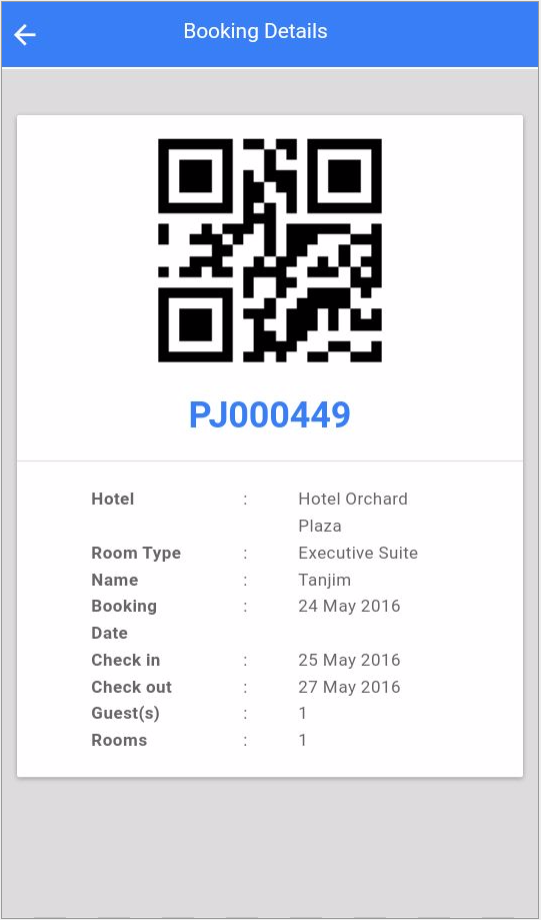 Booking Details
PJ000449
Hotel : Hotel Orchard
Plaza
Room Type : Executive Suite
Name : Tanjim
Booking : 24 May 2016
Date
Check in : 25 May 2016
Check out : 27 May 2016
Guest(s) : 1
Rooms : 1